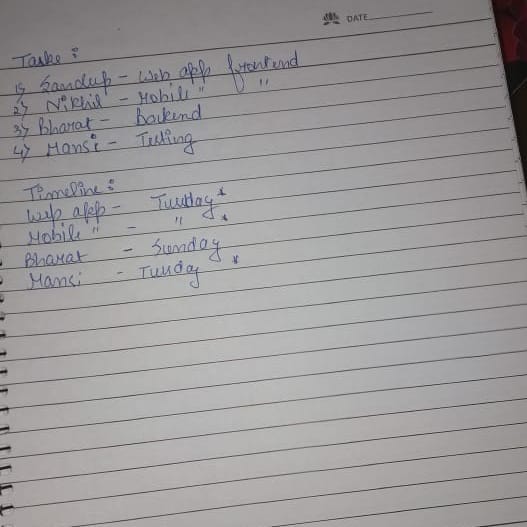 DATE
Tasks :
1) Sandeep - Web app frontend
2) Nikhil - Mobile " "
3) Bharat - Backend
4) Mansi - Testing
Timeline :
Web app - Tuesday *
Mobile " - " *
Bharat - Sunday
Mansi - Tuesday *